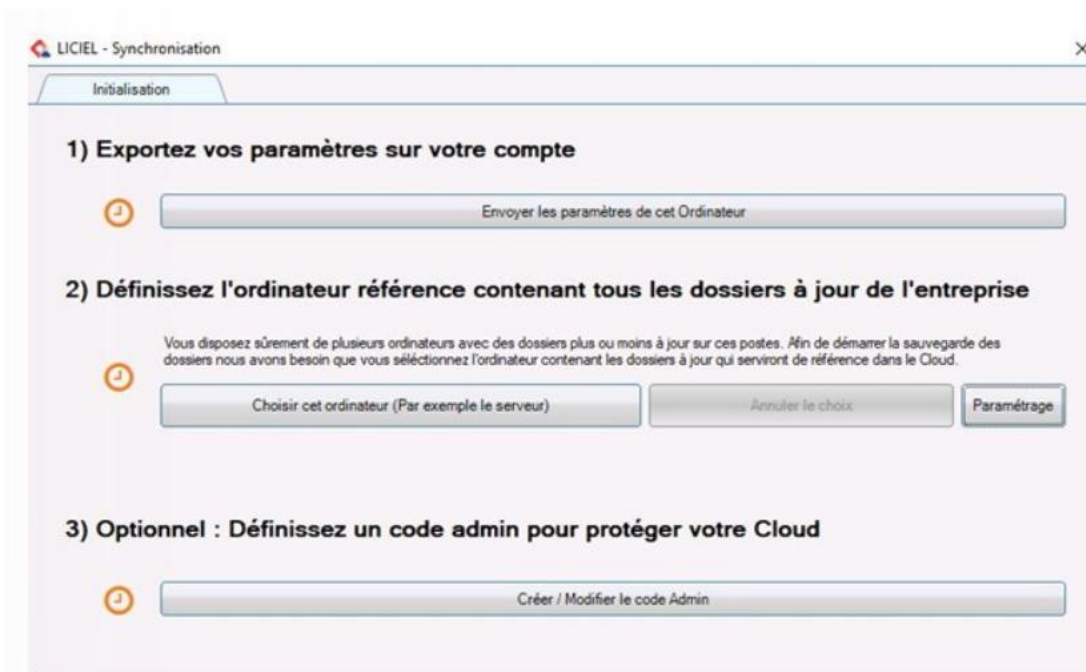 LICIEL - Synchronisation
Initialisation
1) Exportez vos paramètres sur votre compte
Envoyer les paramètres de cet Ordinateur
2) Définissez l'ordinateur référence contenant tous les dossiers à jour de l'entreprise
Vous disposez sûrement de plusieurs ordinateurs avec des dossiers plus ou moins à jour sur ces postes. Afin de démarrer la sauvegarde des
dossiers nous avons besoin que vous séléctionnez l'ordinateur contenant les dossiers à jour qui serviront de référence dans le Cloud.
Choisir cet ordinateur (Par exemple le serveur)
Annuler le choix
Paramétrage
3) Optionnel : Définissez un code admin pour protéger votre Cloud
Créer / Modifier le code Admin